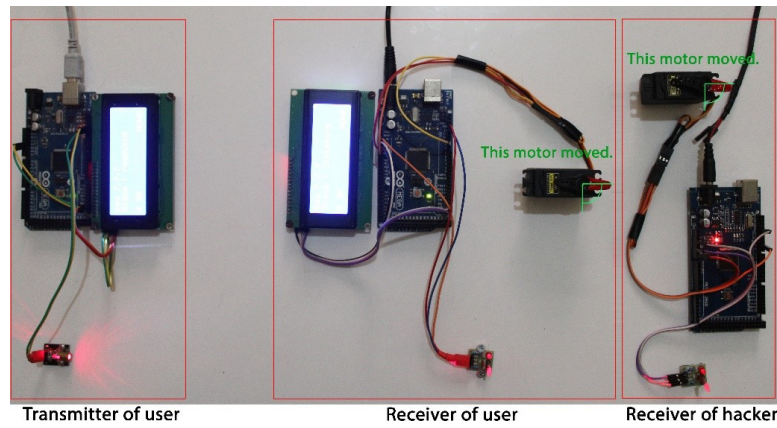 This motor moved.
This motor moved.
Transmitter of user
Receiver of user
Receiver of hacker